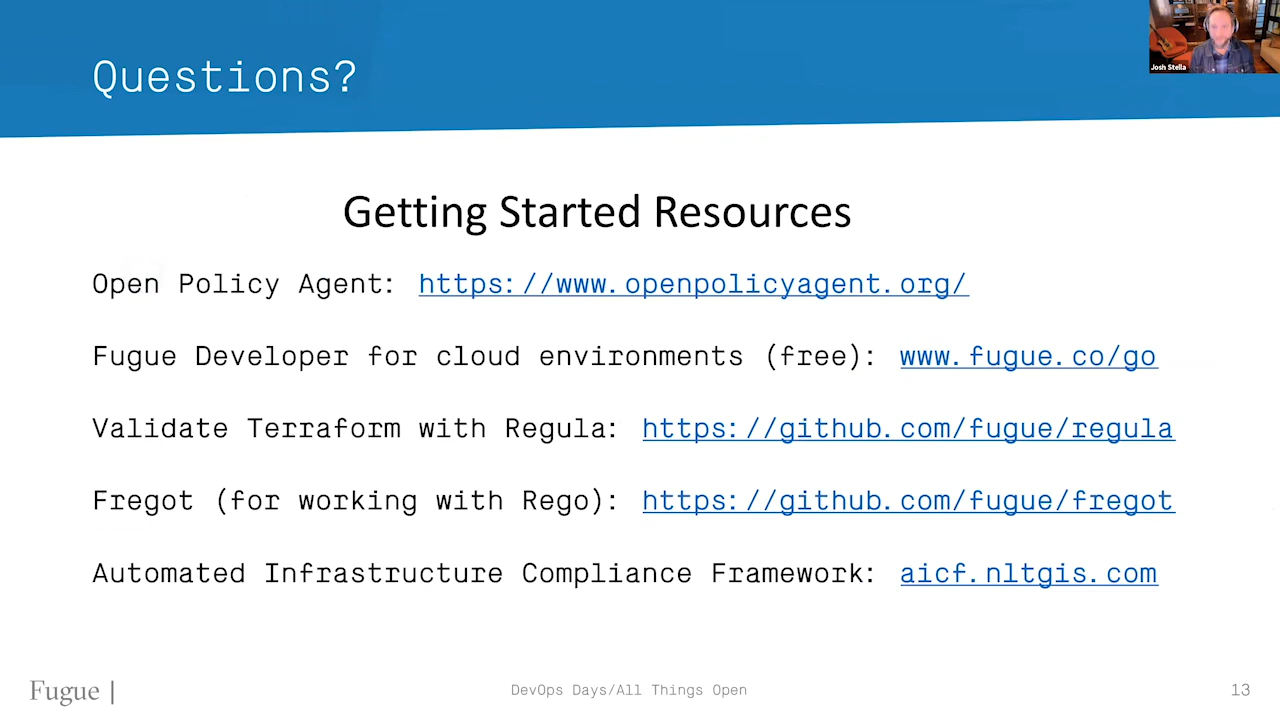 Questions?
Josh Stella
Getting Started Resources
Open Policy Agent: https://www.openpolicyagent.org/
Fugue Developer for cloud environments (free): www.fugue.co/go
Validate Terraform with Regula: https://github.com/fugue/regula
Fregot (for working with Rego): https://github.com/fugue/fregot
Automated Infrastructure Compliance Framework: aicf.nltgis.com
Fugue |
DevOps Days/All Things Open
13